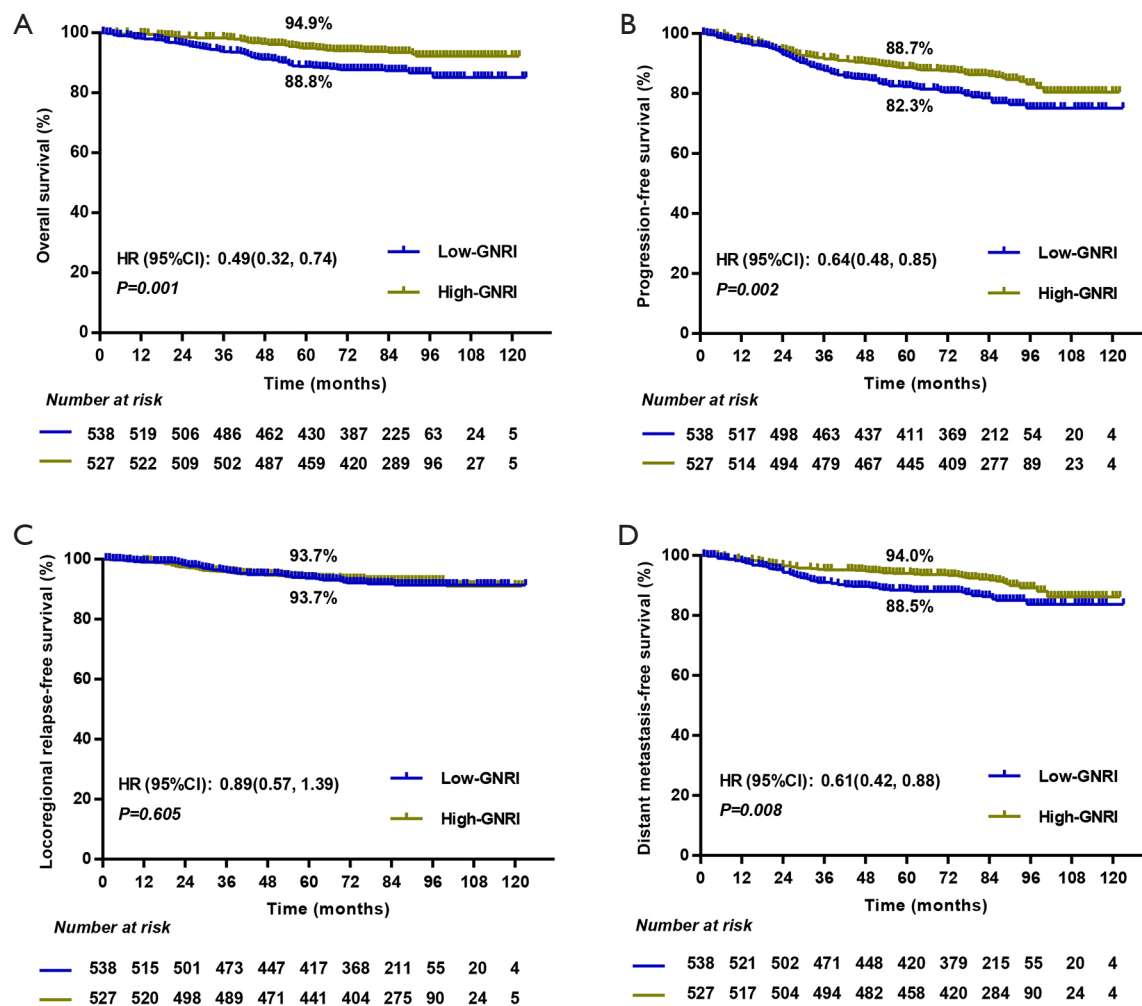 A
Overall survival (%)
100
80
60
40
20
0
94.9%
88.8%
HR (95%CI): 0.49(0.32, 0.74)
P=0.001
Low-GNRI
High-GNRI
0 12 24 36 48 60 72 84 96 108 120
Time (months)
Number at risk
538 519 506 486 462 430 387 225 63 24 5
527 522 509 502 487 459 420 289 96 27 5
B
Progression-free survival (%)
100
80
60
40
20
0
88.7%
82.3%
HR (95%CI): 0.64(0.48, 0.85)
P=0.002
Low-GNRI
High-GNRI
0 12 24 36 48 60 72 84 96 108 120
Time (months)
Number at risk
538 517 498 463 437 411 369 212 54 20 4
527 514 494 479 467 445 409 277 89 23 4
C
Locoregional relapse-free survival (%)
100
80
60
40
20
0
93.7%
93.7%
HR (95%CI): 0.89(0.57, 1.39)
P=0.605
Low-GNRI
High-GNRI
0 12 24 36 48 60 72 84 96 108 120
Time (months)
Number at risk
538 515 501 473 447 417 368 211 55 20 4
527 520 498 489 471 441 404 275 90 24 5
D
Distant metastasis-free survival (%)
100
80
60
40
20
0
94.0%
88.5%
HR (95%CI): 0.61(0.42, 0.88)
P=0.008
Low-GNRI
High-GNRI
0 12 24 36 48 60 72 84 96 108 120
Time (months)
Number at risk
538 521 502 471 448 420 379 215 55 20 4
527 517 504 494 482 458 420 284 90 24 4